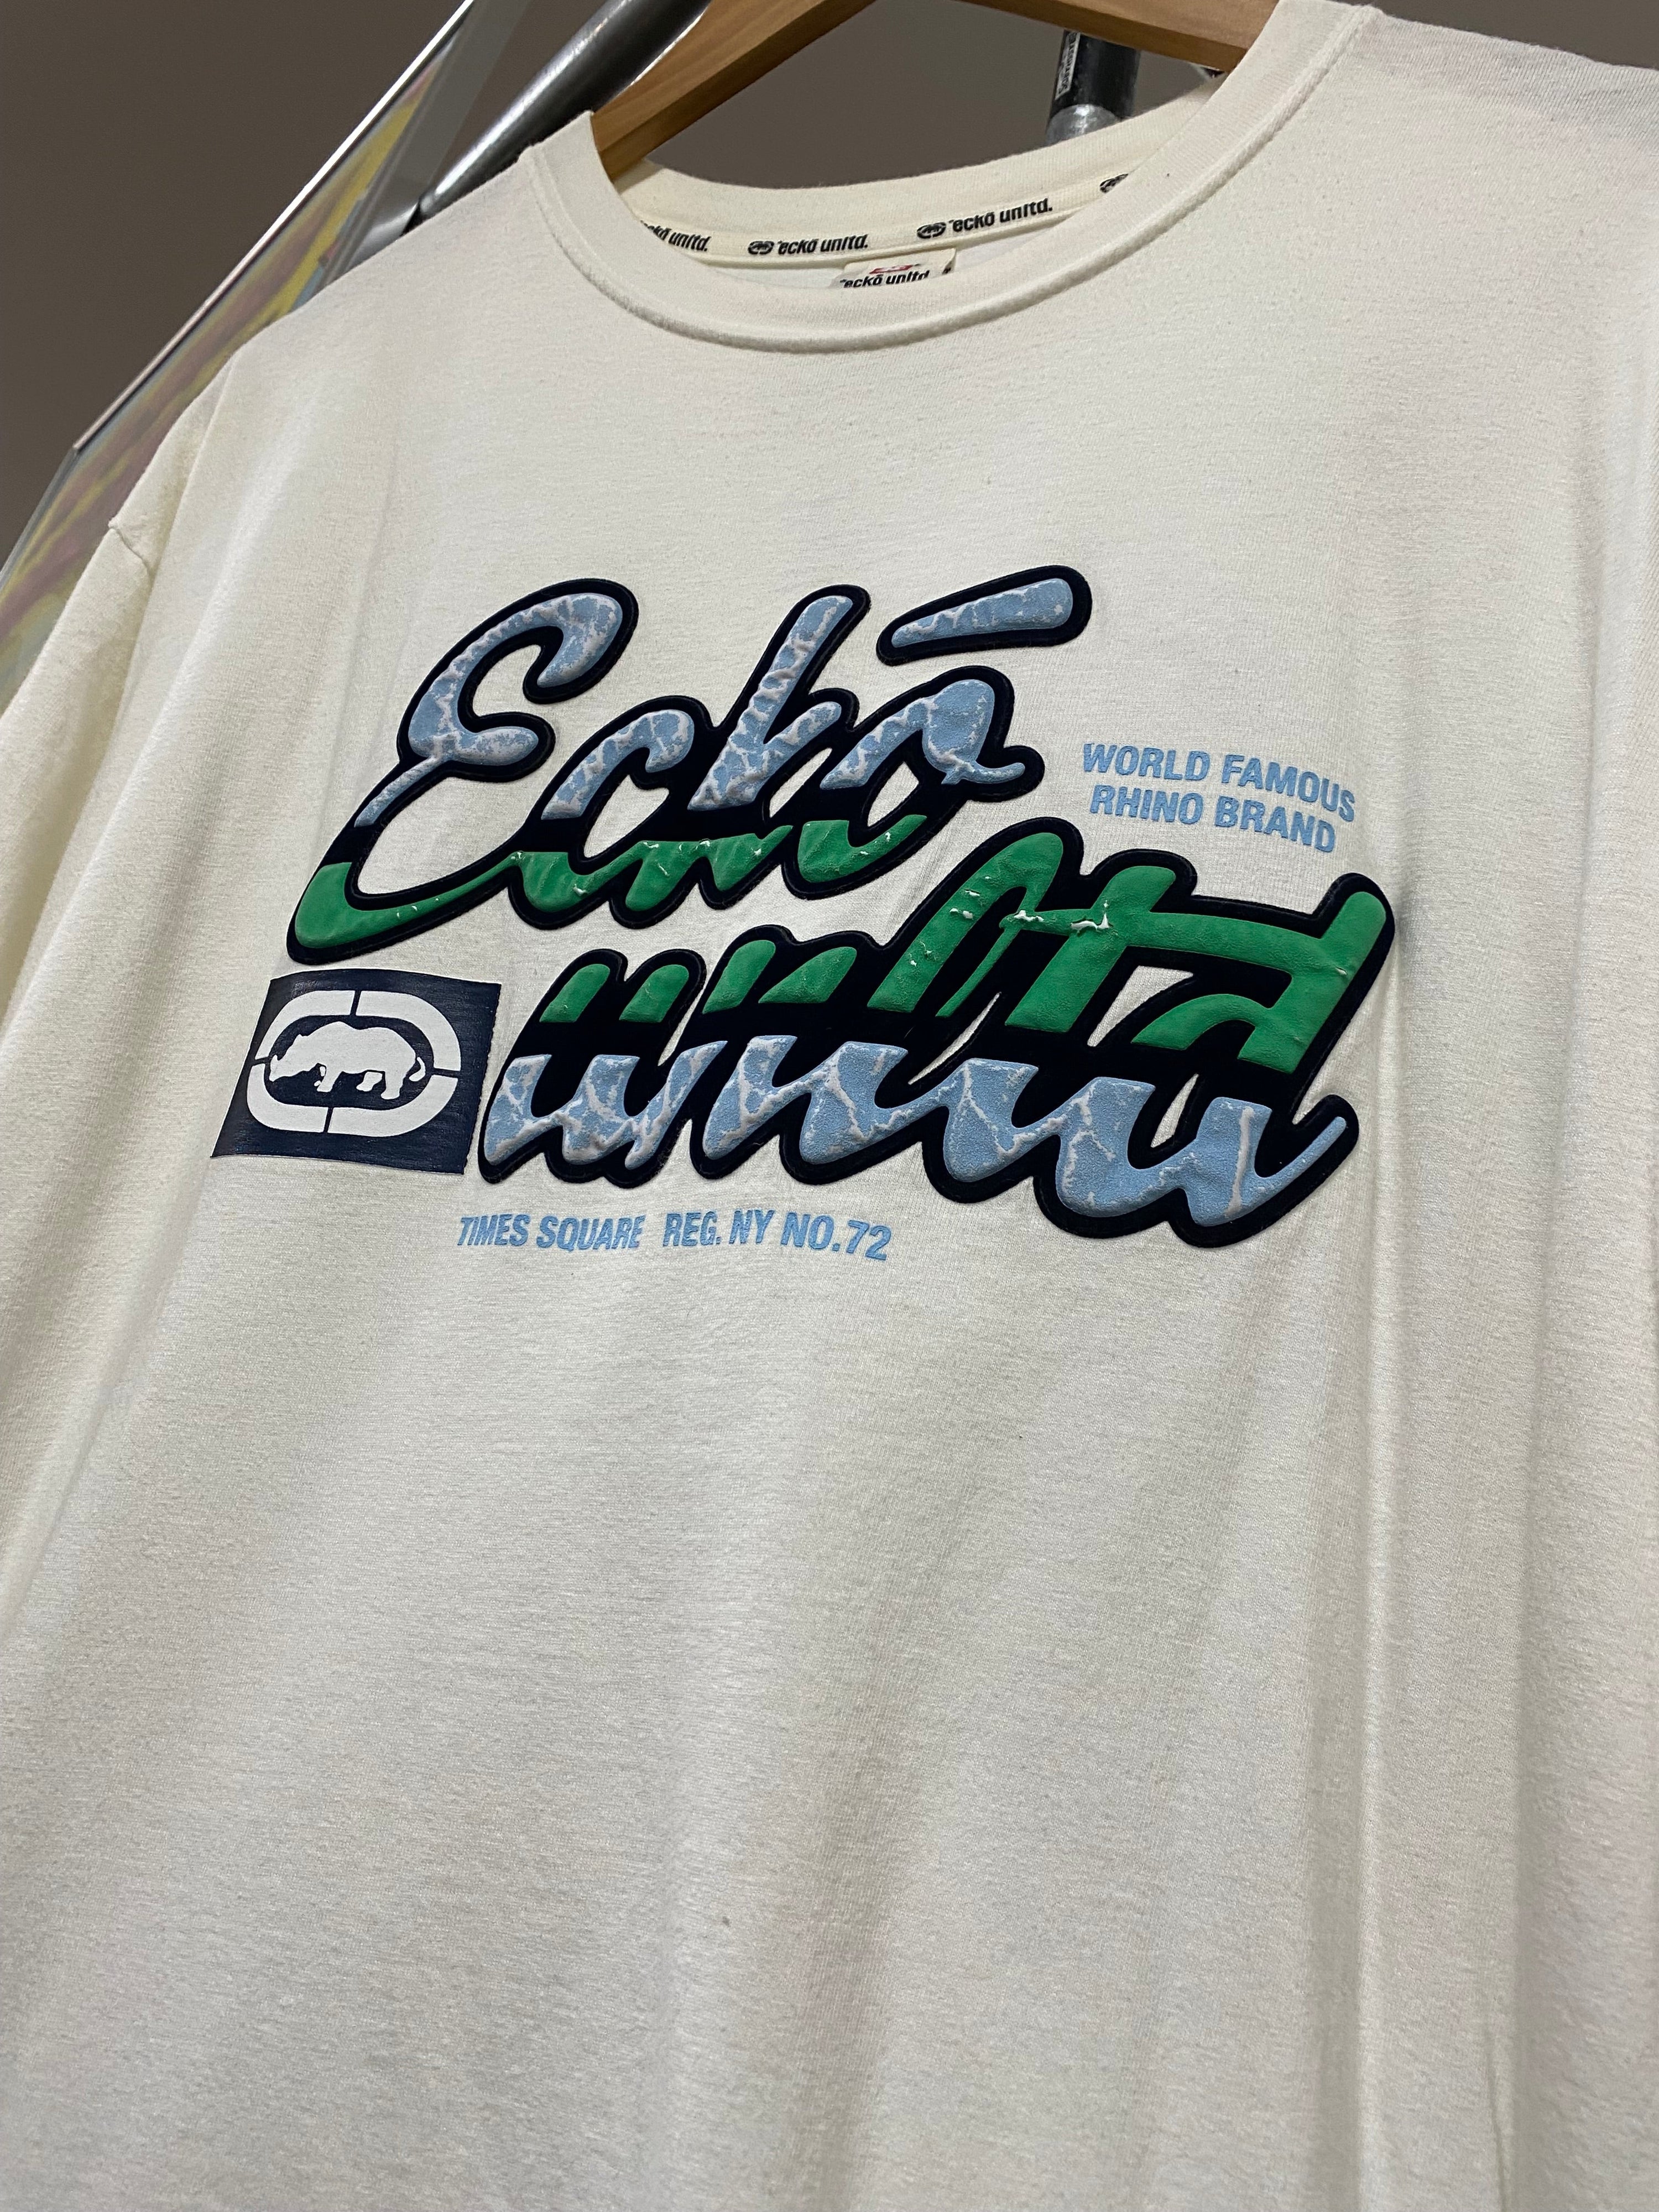 ecko unltd. *ecko unltd. *ecko unltd.
*ecko unltd.
Eckō
WORLD FAMOUS
RHINO BRAND
unltd
TIMES SQUARE REG. NY NO.72